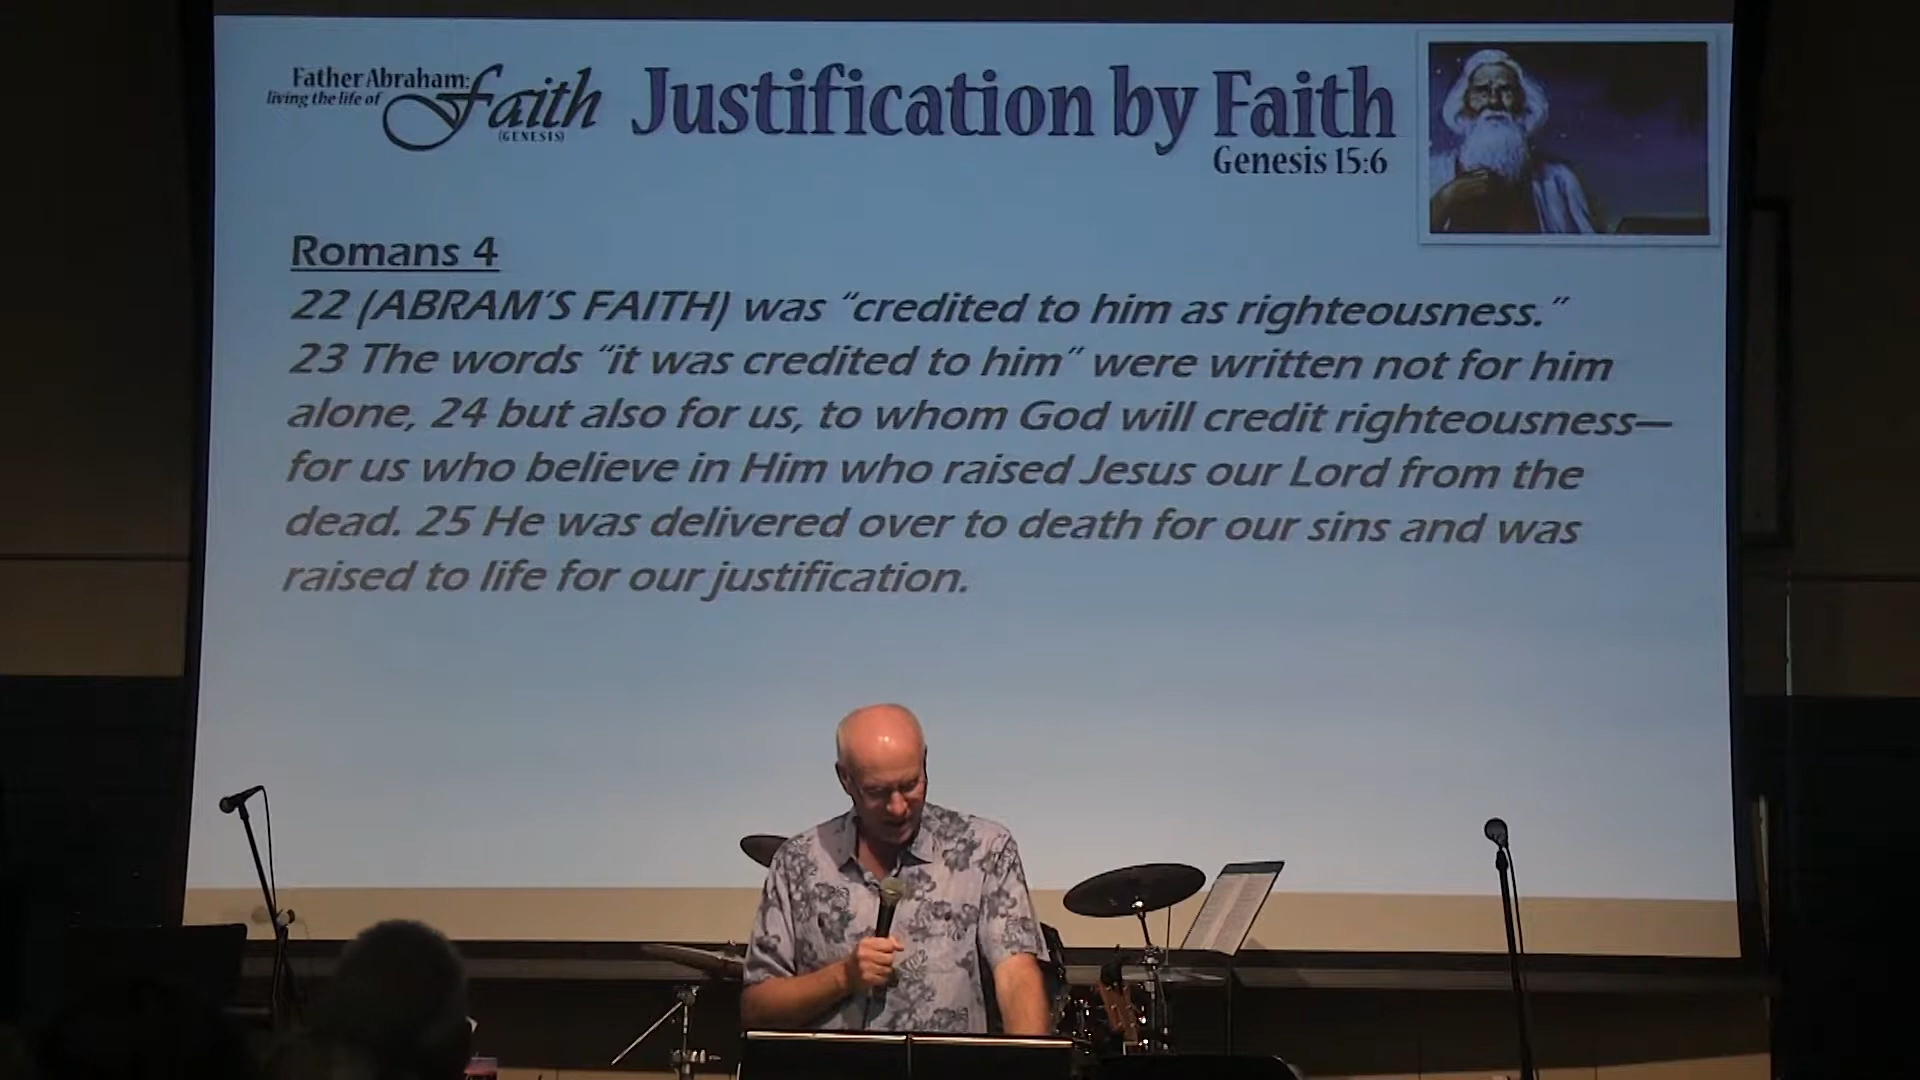 Father Abraham:
living the life of
Faith
(GENESIS)
Justification by Faith
Genesis 15:6
Romans 4
22 (ABRAM'S FAITH) was “credited to him as righteousness.”
23 The words “it was credited to him” were written not for him
alone, 24 but also for us, to whom God will credit righteousness—
for us who believe in Him who raised Jesus our Lord from the
dead. 25 He was delivered over to death for our sins and was
raised to life for our justification.